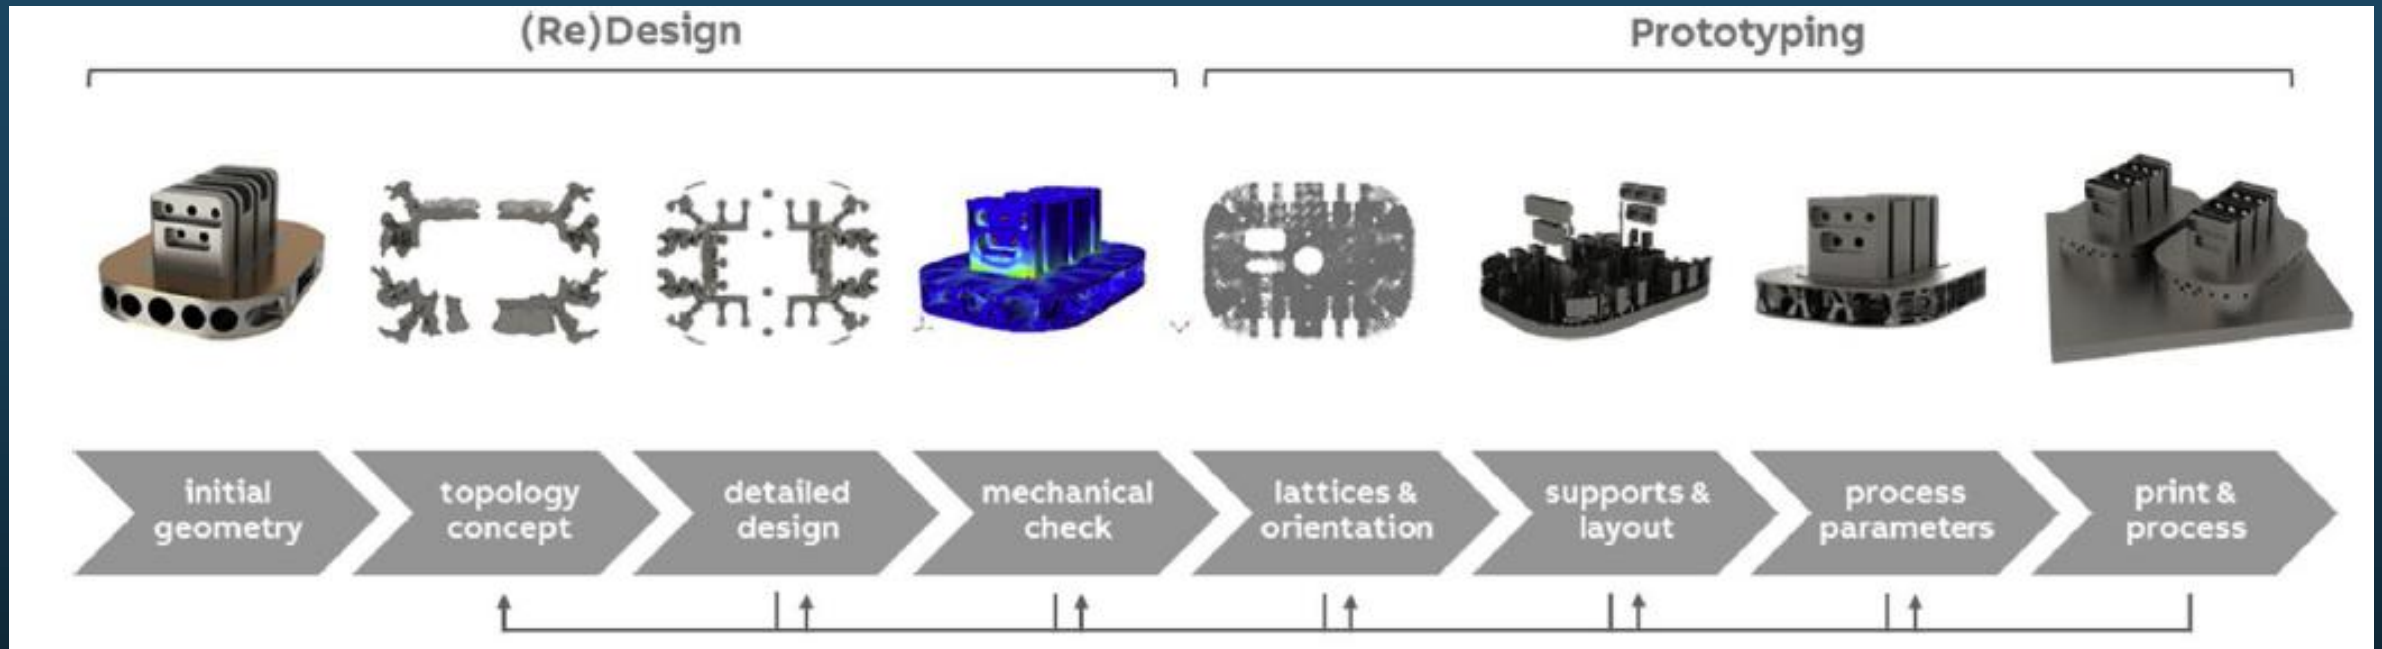 (Re)Design
Prototyping
initial
geometry
topology
concept
detailed
design
mechanical
check
lattices &
orientation
supports &
layout
process
parameters
print &
process